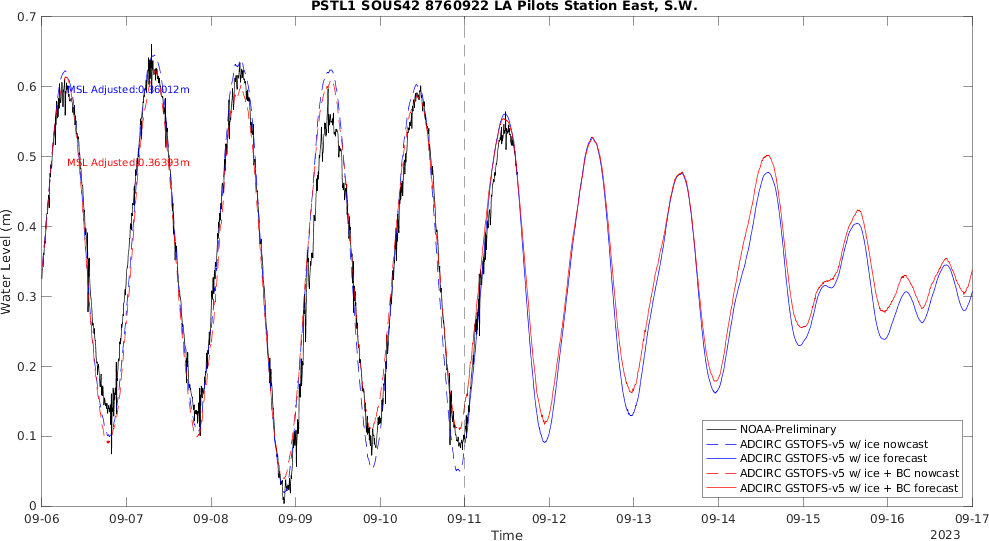 PSTL1 SOUS42 8760922 LA Pilots Station East, S.W.
0.7
0.6
0.5
0.4
0.3
0.2
0.1
0
Water Level (m)
MSL Adjusted:0.36012m
MSL Adjusted:0.36393m
NOAA-Preliminary
ADCIRC GSTOFS-v5 w/ ice nowcast
ADCIRC GSTOFS-v5 w/ ice forecast
ADCIRC GSTOFS-v5 w/ ice + BC nowcast
ADCIRC GSTOFS-v5 w/ ice + BC forecast
09-06 09-07 09-08 09-09 09-10 09-11 09-12 09-13 09-14 09-15 09-16 09-17
Time
2023